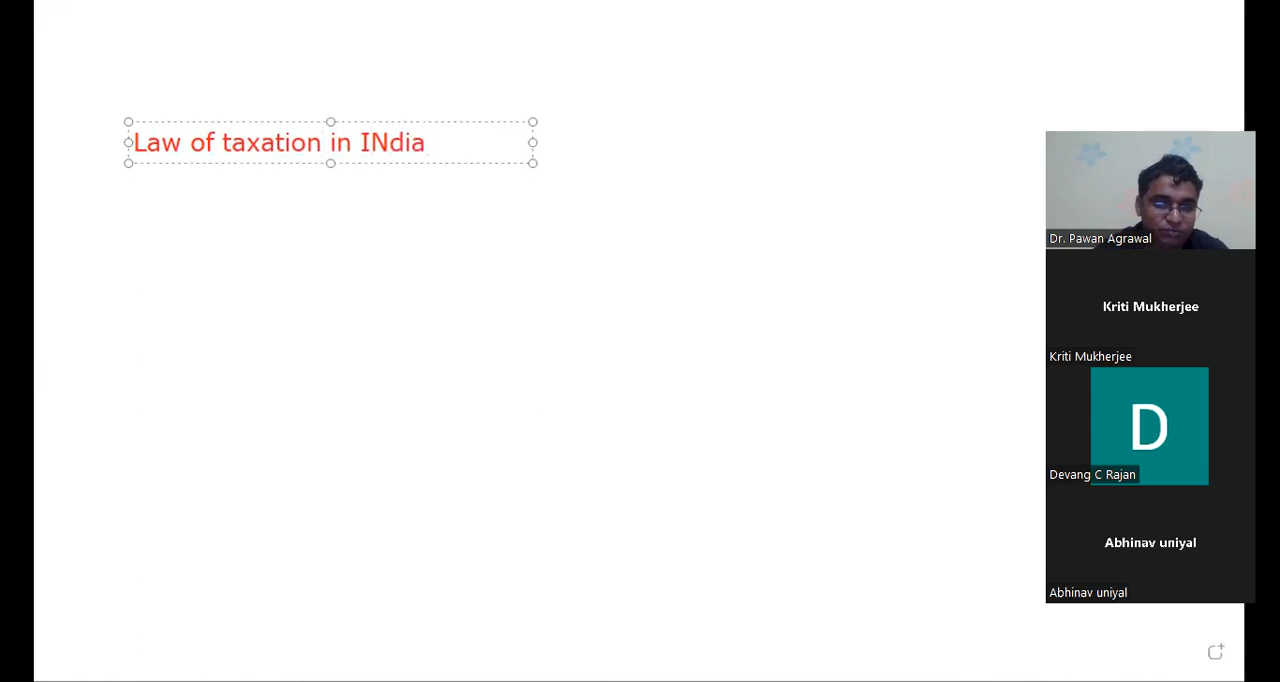 Law of taxation in INdia
Dr. Pawan Agrawal
Kriti Mukherjee
Kriti Mukherjee
D
Devang C Rajan
Abhinav uniyal
Abhinav uniyal